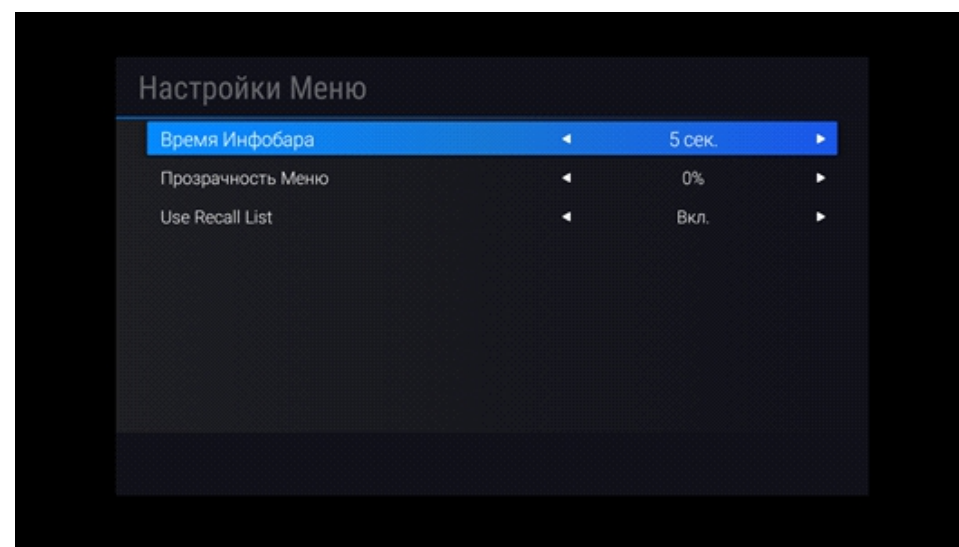 Настройки Меню
Время Инфобара 5 сек.
Прозрачность Меню 0%
Use Recall List Вкл.